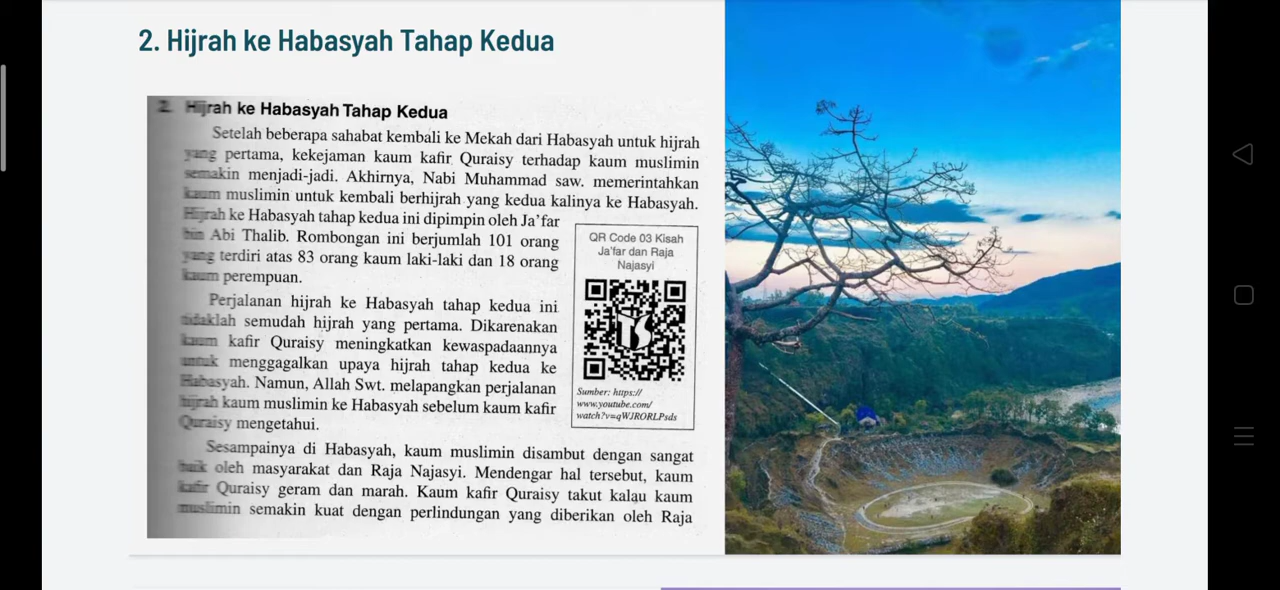 2. Hijrah ke Habasyah Tahap Kedua
2. Hijrah ke Habasyah Tahap Kedua
Setelah beberapa sahabat kembali ke Mekah dari Habasyah untuk hijrah
yang pertama, kekejaman kaum kafir Quraisy terhadap kaum muslimin
semakin menjadi-jadi. Akhirnya, Nabi Muhammad saw. memerintahkan
kaum muslimin untuk kembali berhijrah yang kedua kalinya ke Habasyah.
Hijrah ke Habasyah tahap kedua ini dipimpin oleh Ja'far
bin Abi Thalib. Rombongan ini berjumlah 101 orang
yang terdiri atas 83 orang kaum laki-laki dan 18 orang
kaum perempuan.
Perjalanan hijrah ke Habasyah tahap kedua ini
tidaklah semudah hijrah yang pertama. Dikarenakan
kaum kafir Quraisy meningkatkan kewaspadaannya
untuk menggagalkan upaya hijrah tahap kedua ke
Habasyah. Namun, Allah Swt. melapangkan perjalanan
hijrah kaum muslimin ke Habasyah sebelum kaum kafir
Quraisy mengetahui.
QR Code 03 Kisah
Ja'far dan Raja
Najasyi
TS
Sumber: https://
www.youtube.com/
watch?v=qWJRORLPsds
Sesampainya di Habasyah, kaum muslimin disambut dengan sangat
baik oleh masyarakat dan Raja Najasyi. Mendengar hal tersebut, kaum
kafir Quraisy geram dan marah. Kaum kafir Quraisy takut kalau kaum
muslimin semakin kuat dengan perlindungan yang diberikan oleh Raja